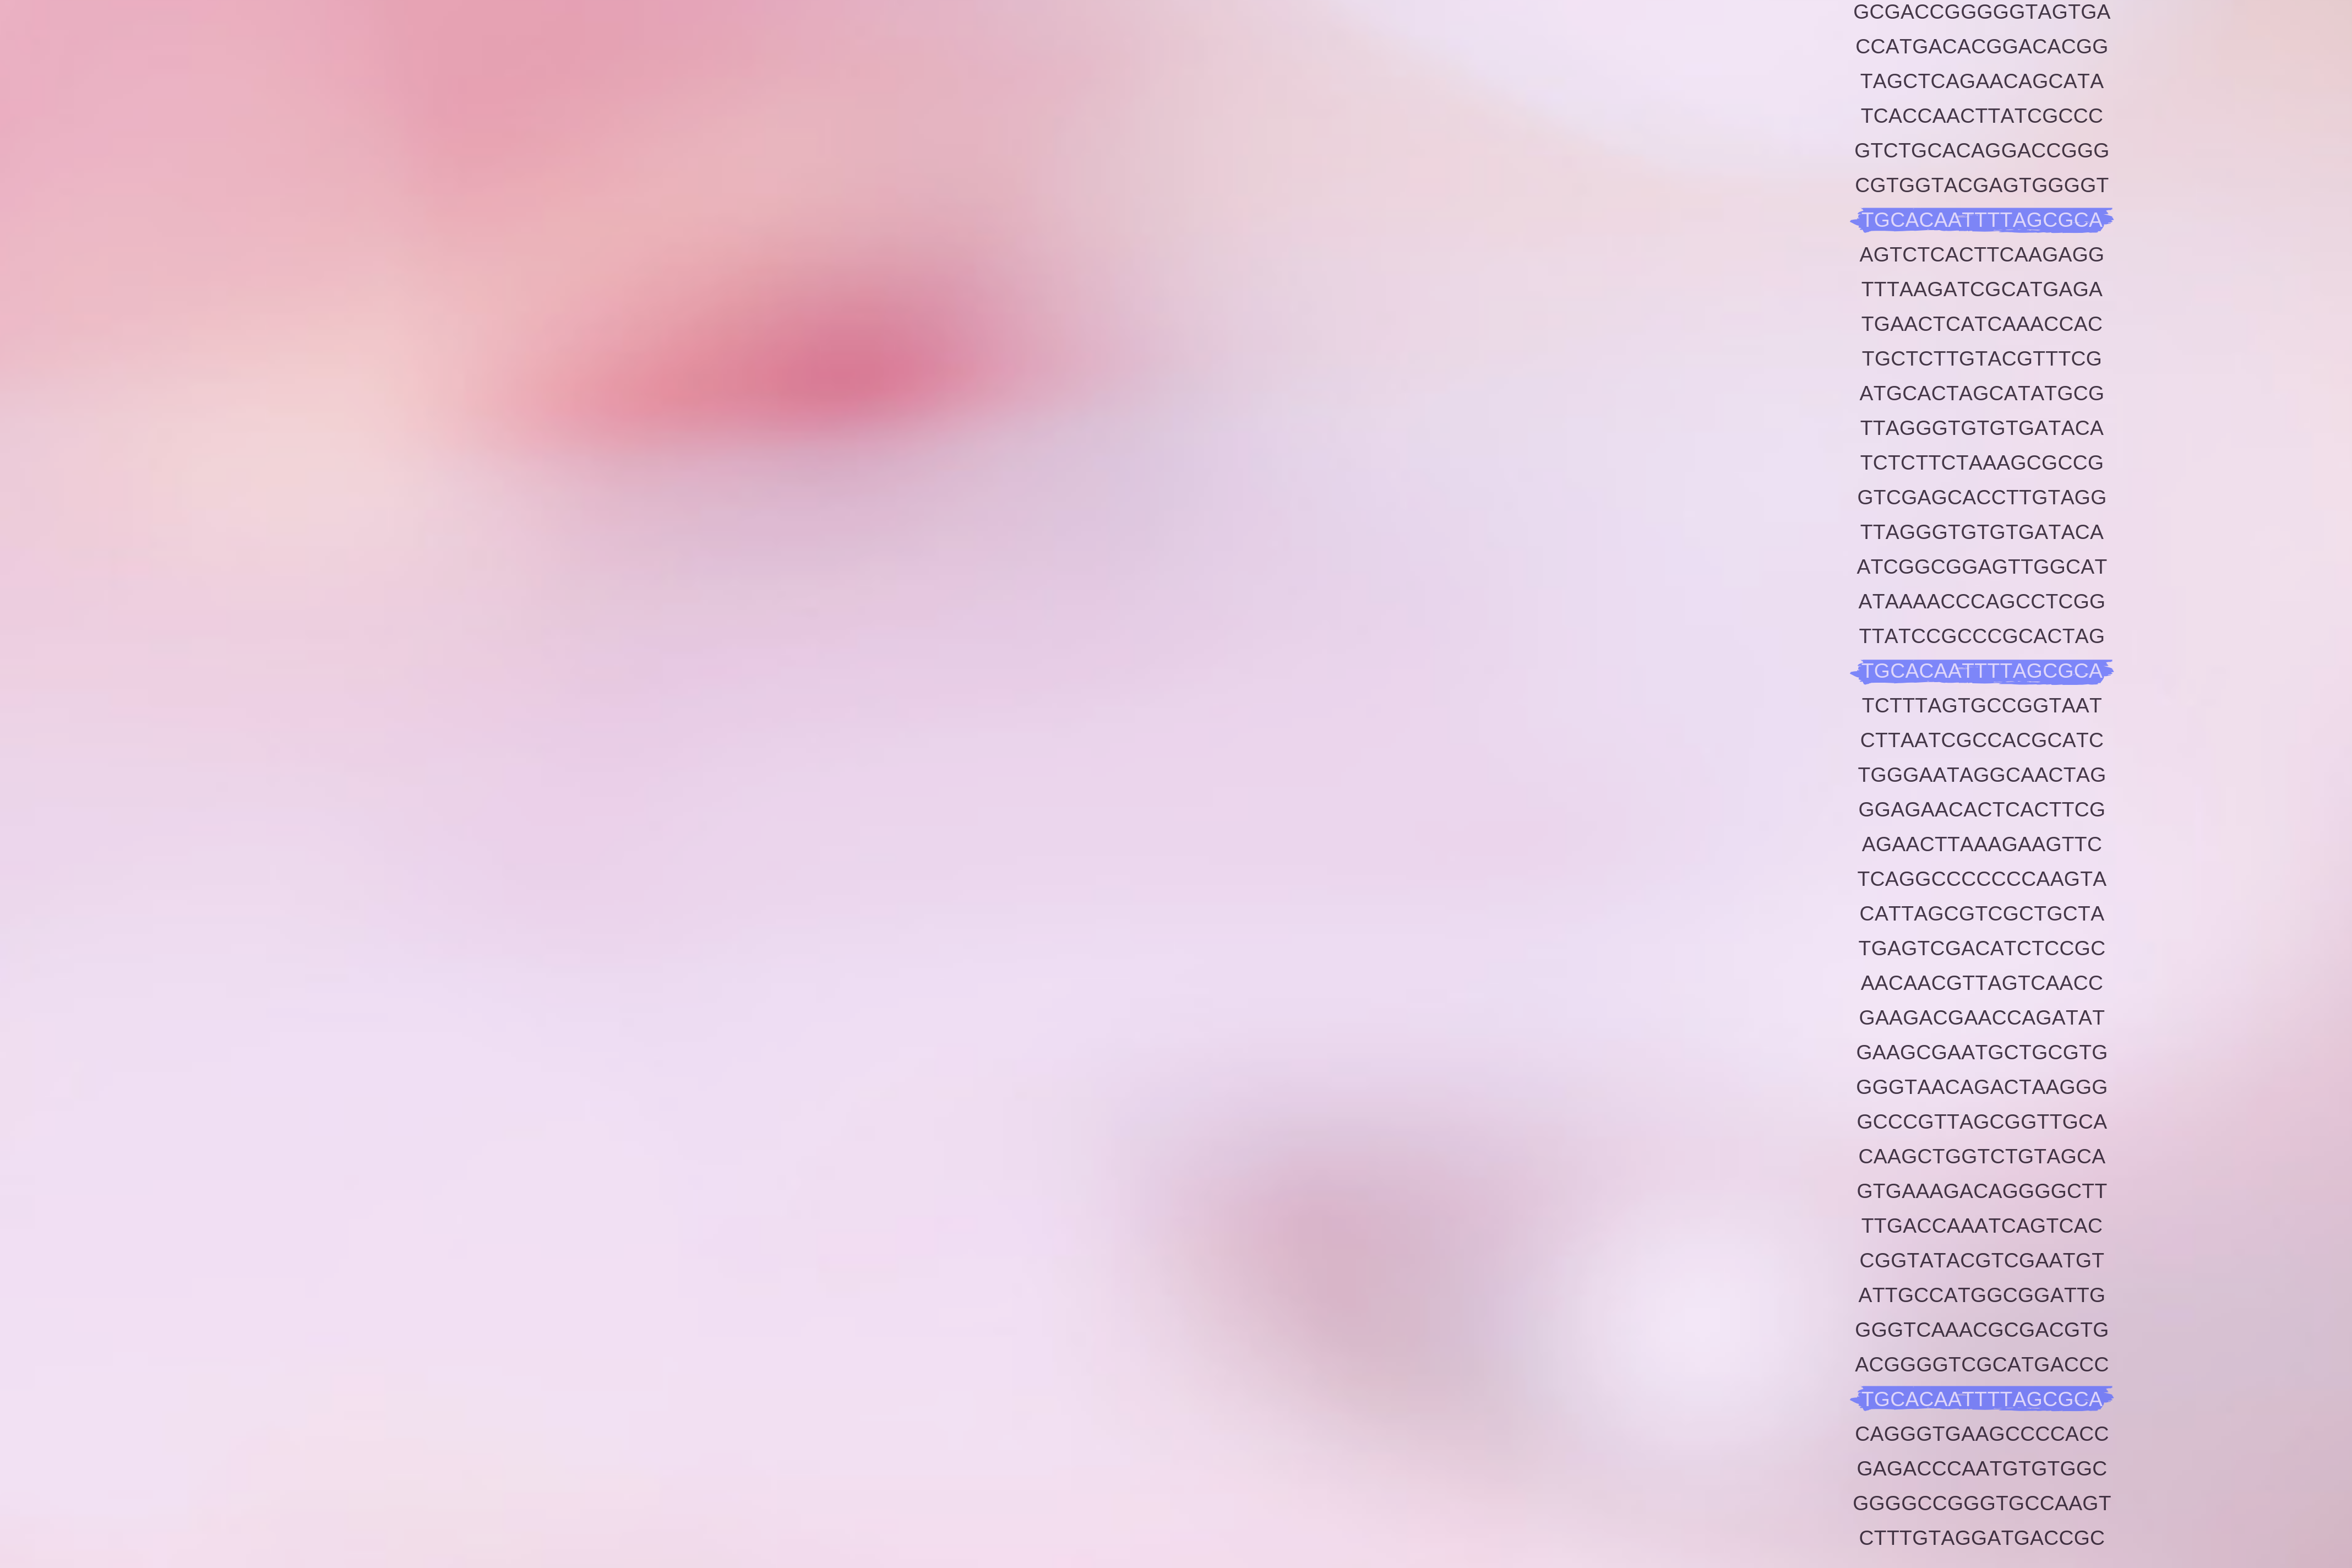 GCGACCGGGGGTAGTGA
CCATGACACGGACACGG
TAGCTCAGAACAGCATA
TCACCAACTTATCGCCC
GTCTGCACAGGACCGGG
CGTGGTACGAGTGGGGT
TGCACAATTTTAGCGCA
AGTCTCACTTCAAGAGG
TTTAAGATCGCATGAGA
TGAACTCATCAAACCAC
TGCTCTTGTACGTTTCG
ATGCACTAGCATATGCG
TTAGGGTGTGTGATACA
TCTCTTCTAAAGCGCCG
GTCGAGCACCTTGTAGG
TTAGGGTGTGTGATACA
ATCGGCGGAGTTGGCAT
ATAAAACCCAGCCTCGG
TTATCCGCCCGCACTAG
TGCACAATTTTAGCGCA
TCTTTAGTGCCGGTAAT
CTTAATCGCCACGCATC
TGGGAATAGGCAACTAG
GGAGAACACTCACTTCG
AGAACTTAAAGAAGTTC
TCAGGCCCCCCCAAGTA
CATTAGCGTCGCTGCTA
TGAGTCGACATCTCCGC
AACAACGTTAGTCAACC
GAAGACGAACCAGATAT
GAAGCGAATGCTGCGTG
GGGTAACAGACTAAGGG
GCCCGTTAGCGGTTGCA
CAAGCTGGTCTGTAGCA
GTGAAAGACAGGGGCTT
TTGACCAAATCAGTCAC
CGGTATACGTCGAATGT
ATTGCCATGGCGGATTG
GGGTCAAACGCGACGTG
ACGGGGTCGCATGACCC
TGCACAATTTTAGCGCA
CAGGGTGAAGCCCCACC
GAGACCCAATGTGTGGC
GGGGCCGGGTGCCAAGT
CTTTGTAGGATGACCGC